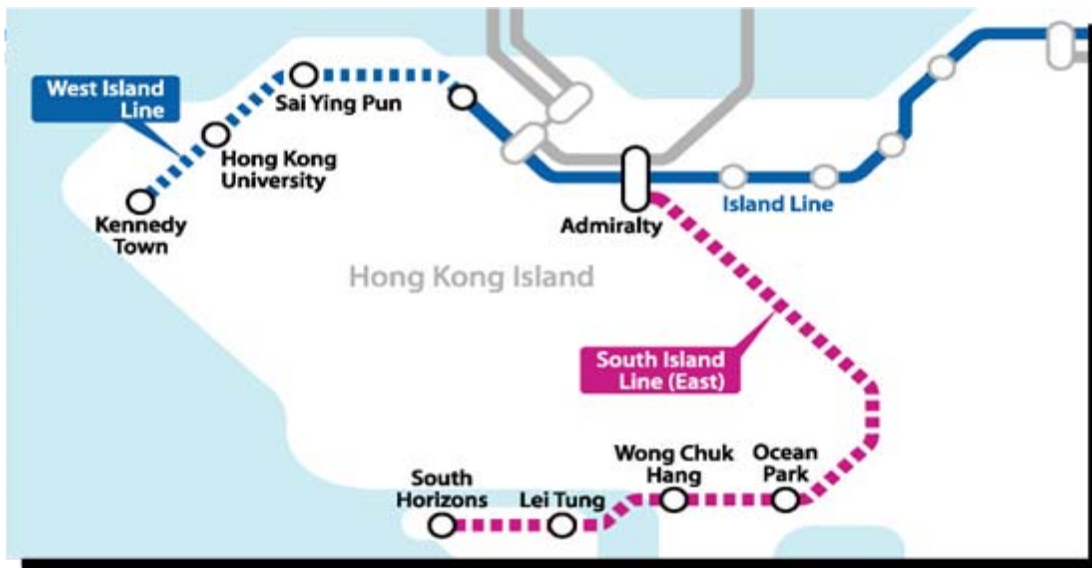 West Island
Line
Sai Ying Pun
Hong Kong
University
Kennedy
Town
Admiralty
Island Line
Hong Kong Island
South Island
Line (East)
Wong Chuk
Hang
Ocean
Park
South
Horizons
Lei Tung